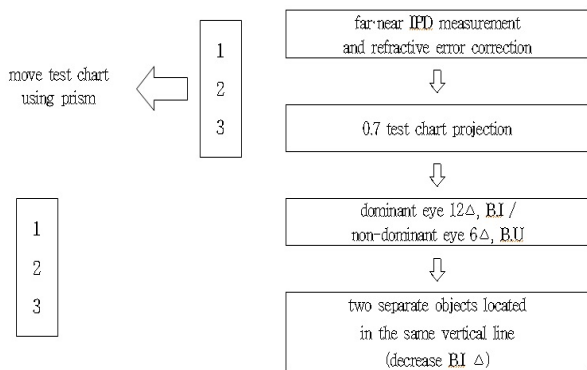 move test chart
using prism
1
2
3
1
2
3
far·near IPD measurement
and refractive error correction
0.7 test chart projection
dominant eye 12△, B.I /
non-dominant eye 6△, B.U
two separate objects located
in the same vertical line
(decrease B.I △)